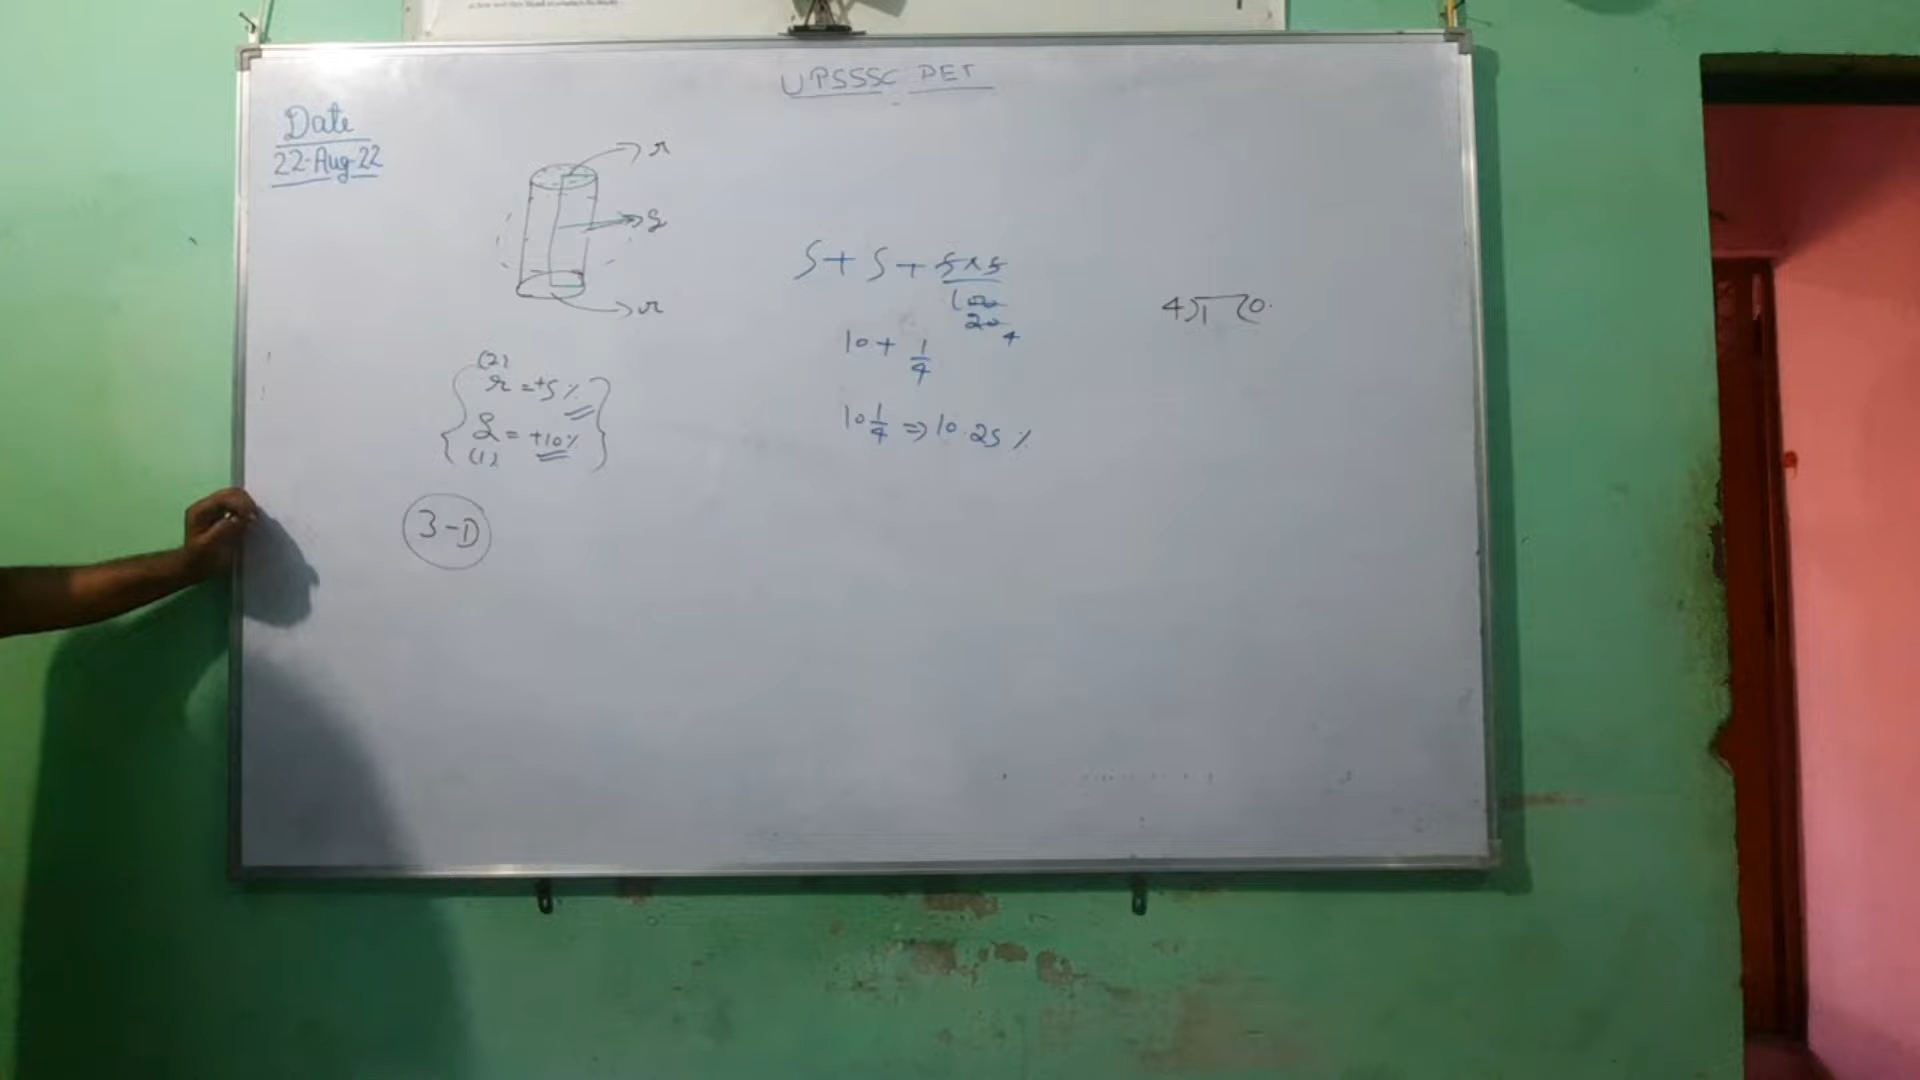 UPSSSC PET
Date
22-Aug-22
r
r
(2)
r = +5%
= +10%
(1)
3-D
5 + 5 + 5×5
100
20
4
10 + 1/4
10 1/4 ⇒ 10.25%
4